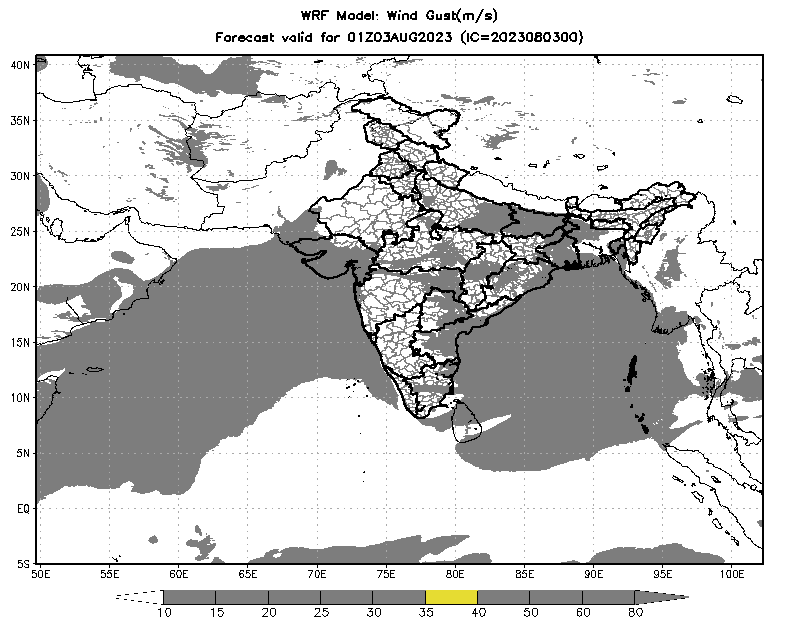 WRF Model: Wind Gust(m/s)
Forecast valid for 01Z03AUG2023 (IC=2023080300)
40N
35N
30N
25N
20N
15N
10N
5N
EQ
5S
50E 55E 60E 65E 70E 75E 80E 85E 90E 95E 100E
10 15 20 25 30 35 40 50 60 80